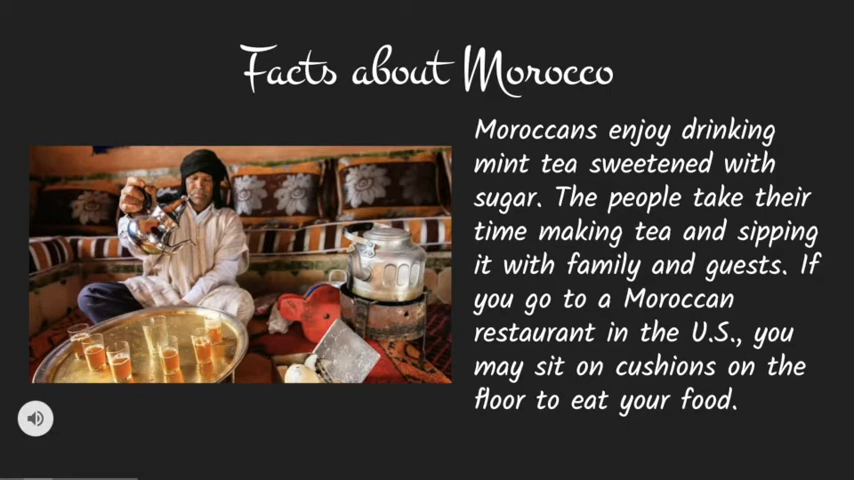 Facts about Morocco
Moroccans enjoy drinking
mint tea sweetened with
sugar. The people take their
time making tea and sipping
it with family and guests. If
you go to a Moroccan
restaurant in the U.S., you
may sit on cushions on the
floor to eat your food.